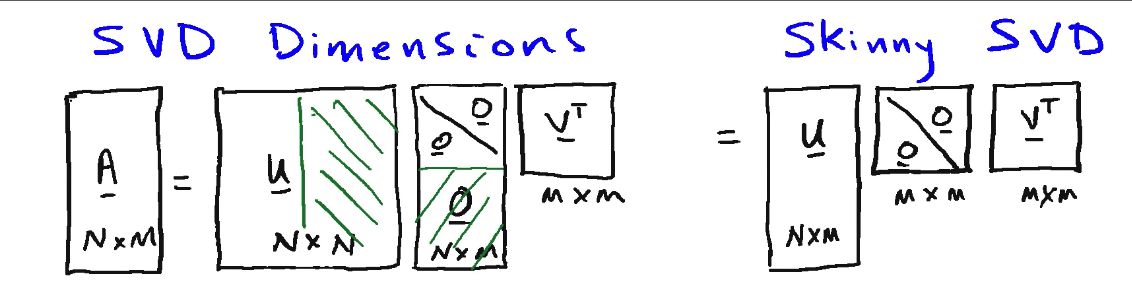 SVD Dimensions
Skinny SVD
A = U 0 0 V^T = U 0 0 V^T
0
N×M N×N N×M M×M N×M M×M M×M